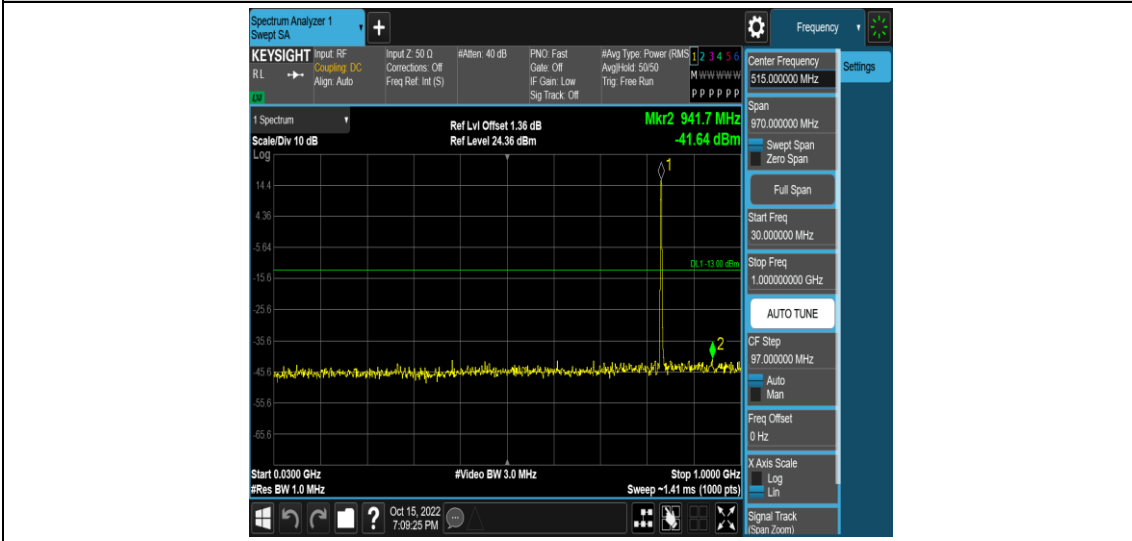 Spectrum Analyzer 1
Swept SA
+
Frequency
KEYSIGHT
RL
Input: RF
Coupling: DC
Align: Auto
Input Z: 50 Ω
Corrections: Off
Freq Ref: Int (S)
#Atten: 40 dB
PNO: Fast
Gate: Off
IF Gain: Low
Sig Track: Off
#Avg Type: Power (RMS
Avg|Hold: 50/50
Trig: Free Run
1 2 3 4 5 6
M W W W W W
P P P P P P
1 Spectrum
Scale/Div 10 dB
Log
Ref Lvl Offset 1.36 dB
Ref Level 24.36 dBm
Mkr2 941.7 MHz
-41.64 dBm
1
14.4
4.36
-5.64
DL1 -13.00 dBm
-15.6
-25.6
-35.6
2
-45.6
-55.6
-65.6
Start 0.0300 GHz
#Res BW 1.0 MHz
#Video BW 3.0 MHz
Stop 1.0000 GHz
Sweep ~1.41 ms (1000 pts)
?
Oct 15, 2022
7:09:25 PM
Center Frequency
515.000000 MHz
Settings
Span
970.000000 MHz
Swept Span
Zero Span
Full Span
Start Freq
30.000000 MHz
Stop Freq
1.000000000 GHz
AUTO TUNE
CF Step
97.000000 MHz
Auto
Man
Freq Offset
0 Hz
X Axis Scale
Log
Lin
Signal Track
(Span Zoom)